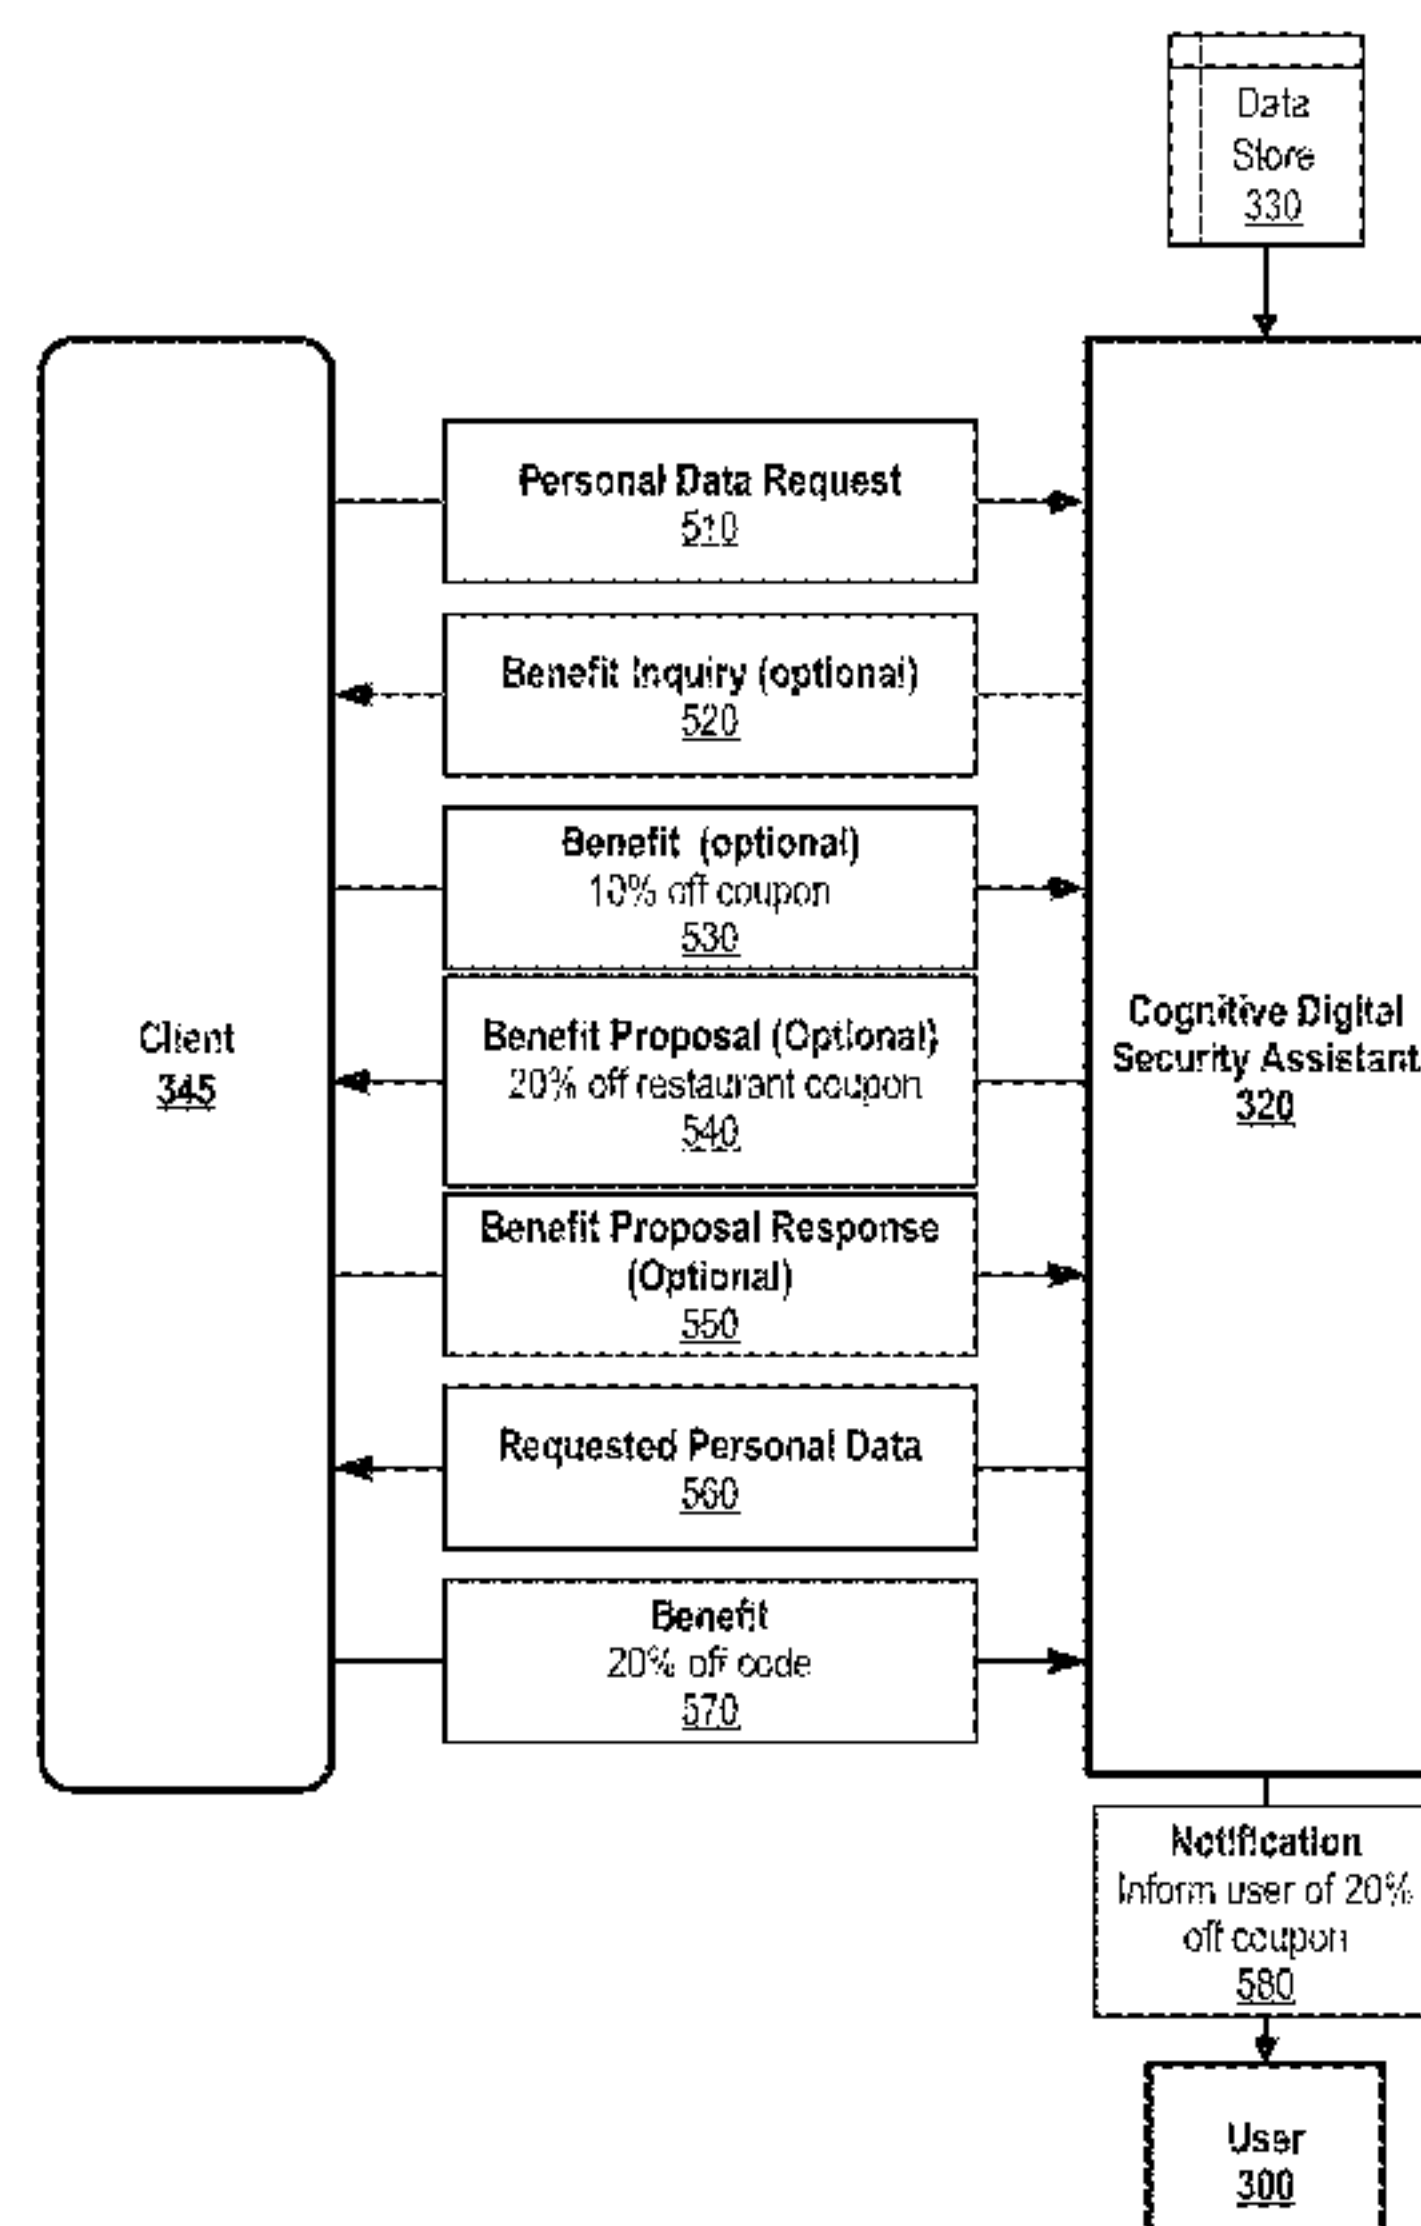 Data
Store
330
Personal Data Request
510
Benefit Inquiry (optional)
520
Benefit (optional)
10% off coupon
530
Benefit Proposal (Optional)
20% off restaurant coupon
540
Benefit Proposal Response
(Optional)
550
Requested Personal Data
560
Benefit
20% off code
570
Client
345
Cognitive Digital
Security Assistant
320
Notification
Inform user of 20%
off coupon
580
User
300